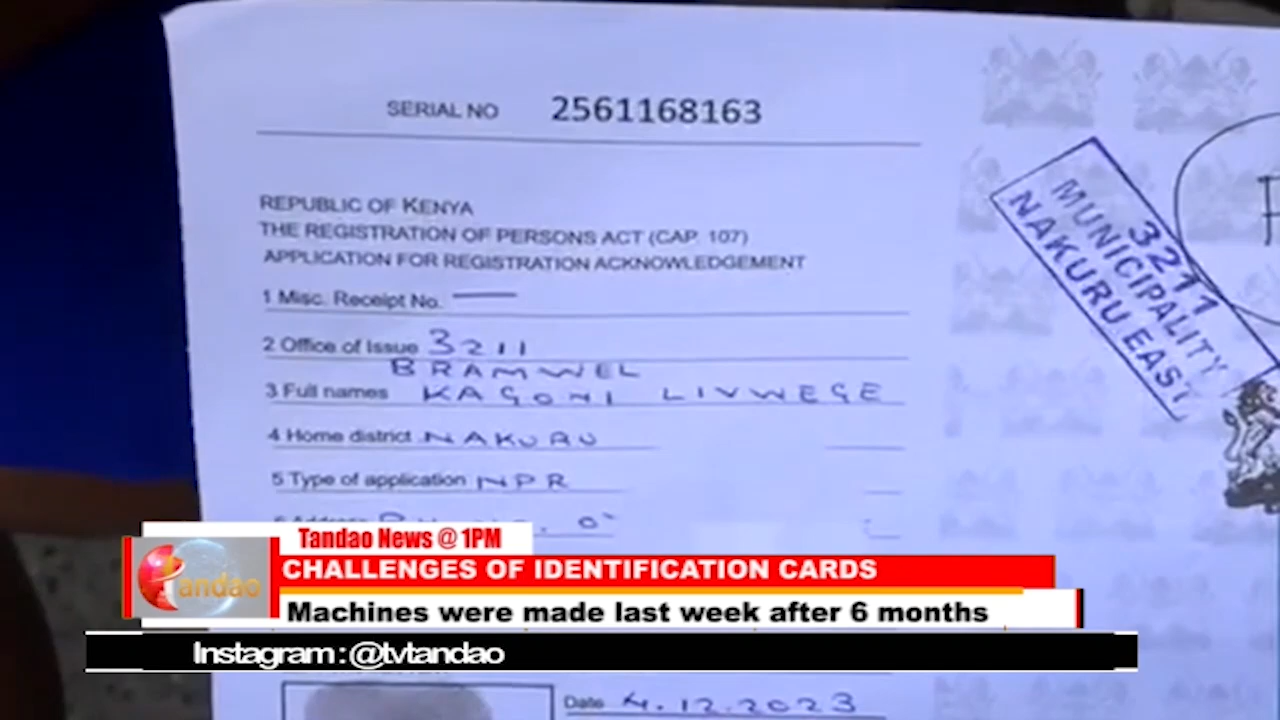 SERIAL NO 2561168163
REPUBLIC OF KENYA
THE REGISTRATION OF PERSONS ACT (CAP. 107)
APPLICATION FOR REGISTRATION ACKNOWLEDGEMENT
1 Misc. Receipt No. —
2 Office of Issue 3211
BRAMWEL
3 Full names KAGONI LIVWEGE
4 Home district NAKURU
5 Type of application NPR
3211
MUNICIPALITY
NAKURU EAST
Tandao News @ 1PM
Tandao
CHALLENGES OF IDENTIFICATION CARDS
Machines were made last week after 6 months
Instagram : @tvtandao
Date 4.12.2023